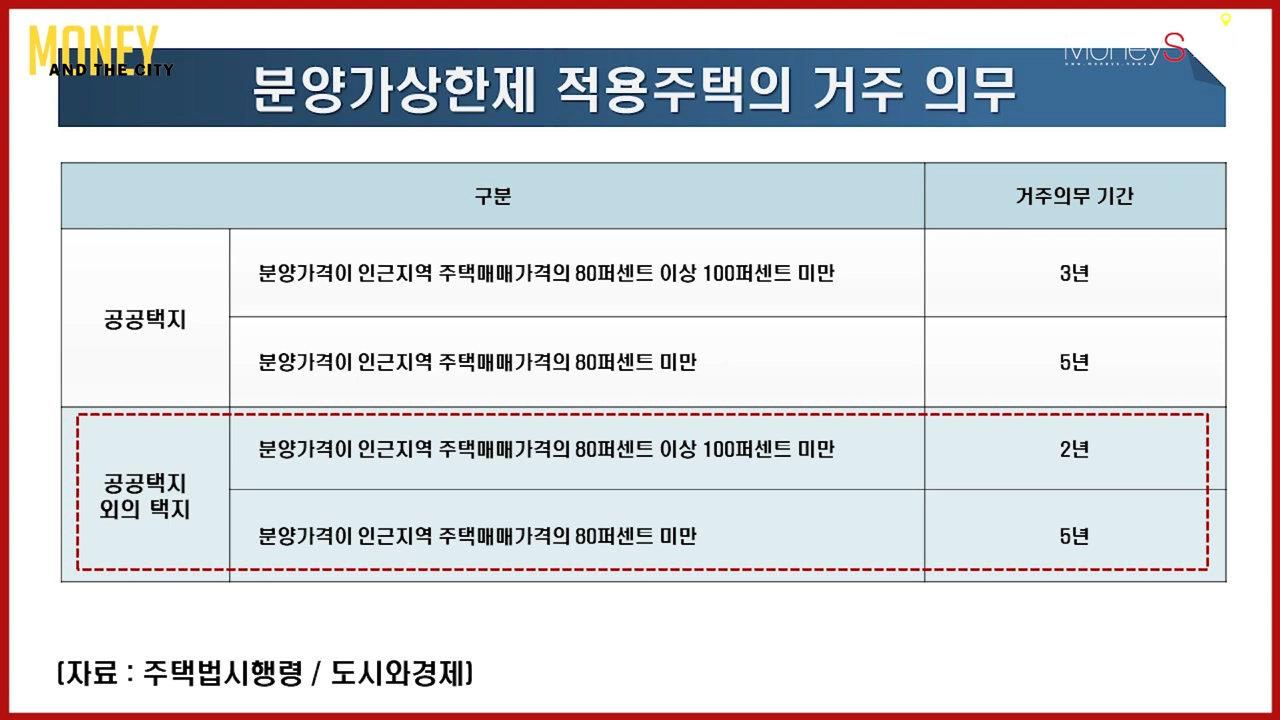 MONEY
AND THE CITY
MoneyS
분양가상한제 적용주택의 거주 의무
구분
거주의무 기간
공공택지
분양가격이 인근지역 주택매매가격의 80퍼센트 이상 100퍼센트 미만
3년
분양가격이 인근지역 주택매매가격의 80퍼센트 미만
5년
공공택지
외의 택지
분양가격이 인근지역 주택매매가격의 80퍼센트 이상 100퍼센트 미만
2년
분양가격이 인근지역 주택매매가격의 80퍼센트 미만
5년
(자료 : 주택법시행령 / 도시와경제)